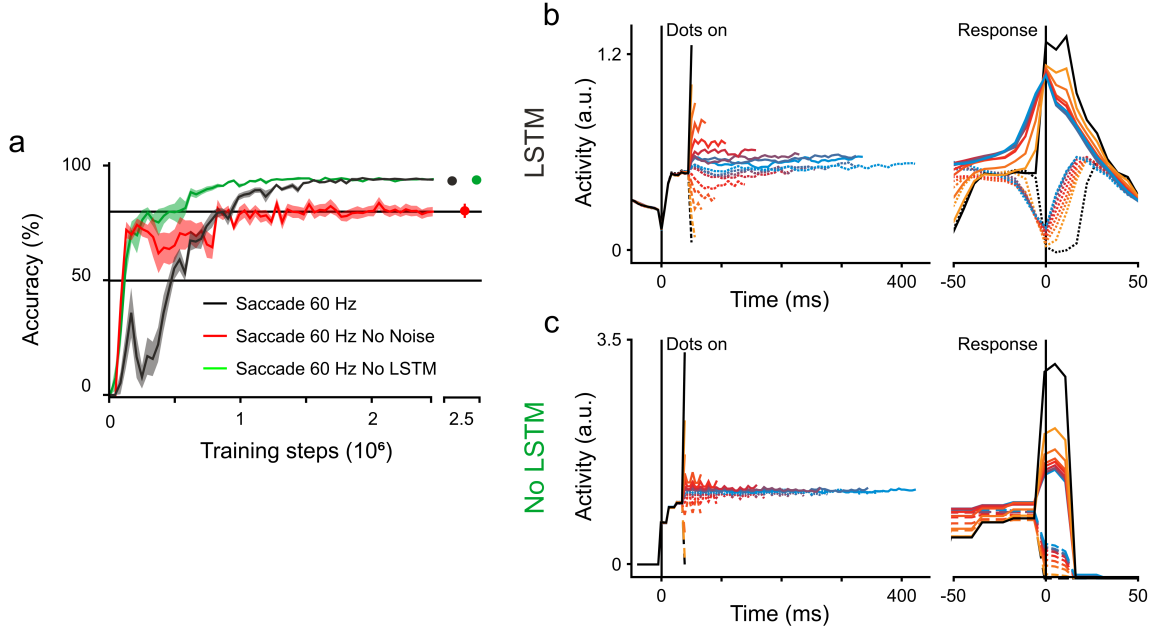 a
Accuracy (%)
100
50
0
Saccade 60 Hz
Saccade 60 Hz No Noise
Saccade 60 Hz No LSTM
0
1
2
2.5
Training steps (10⁶)
b
LSTM
Activity (a.u.)
1.2
0
Dots on
Response
0
400
-50
0
50
Time (ms)
c
No LSTM
Activity (a.u.)
3.5
0
Dots on
Response
0
400
-50
0
50
Time (ms)